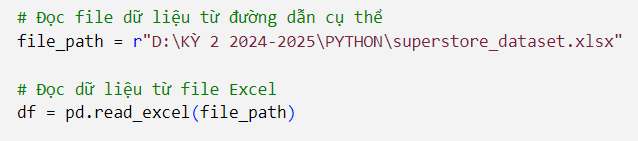 # Đọc file dữ liệu từ đường dẫn cụ thể
file_path = r"D:\KỲ 2 2024-2025\PYTHON\superstore_dataset.xlsx"
# Đọc dữ liệu từ file Excel
df = pd.read_excel(file_path)